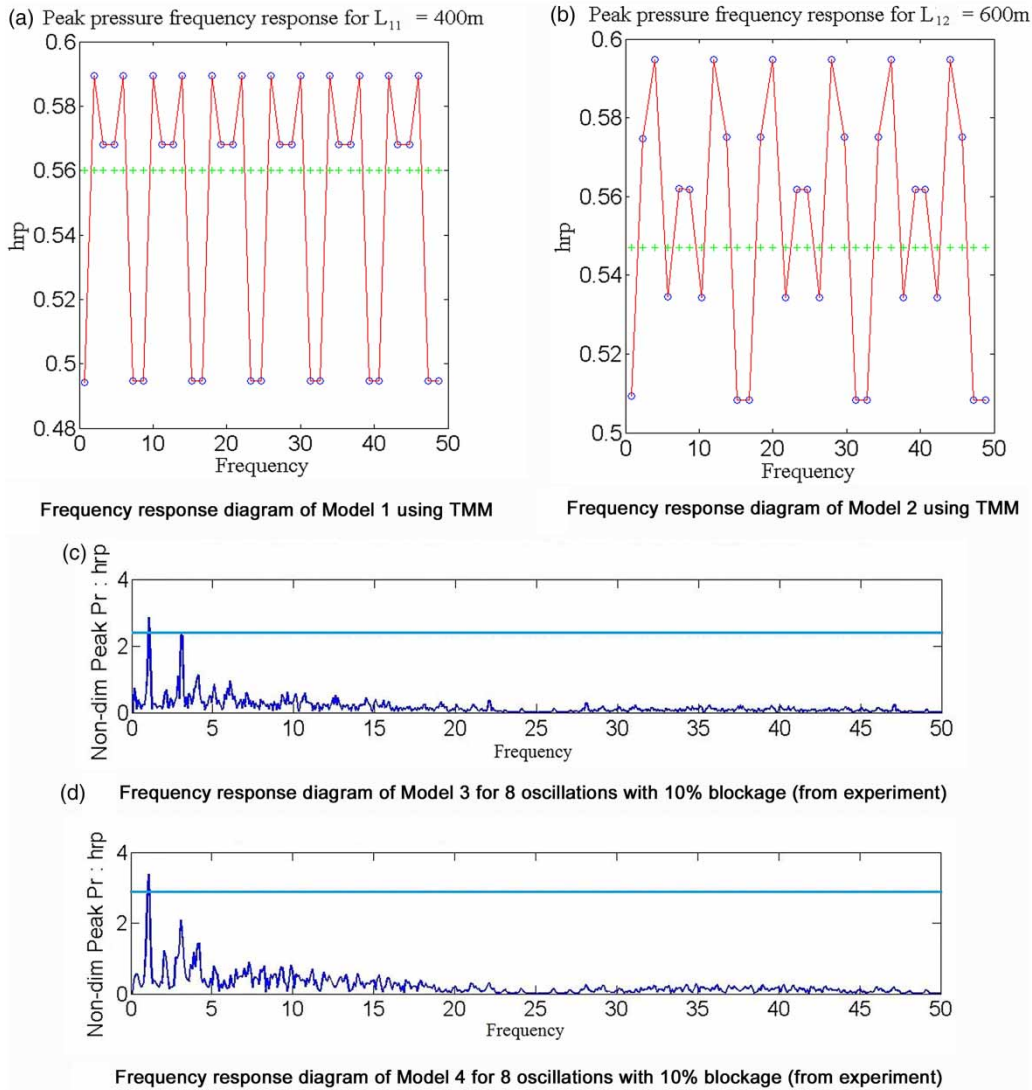 (a) Peak pressure frequency response for L11 = 400m
0.6
0.58
0.56
0.54
0.52
0.5
0.48
hrp
0 10 20 30 40 50
Frequency
Frequency response diagram of Model 1 using TMM
(b) Peak pressure frequency response for L12 = 600m
0.6
0.58
0.56
0.54
0.52
0.5
hrp
0 10 20 30 40 50
Frequency
Frequency response diagram of Model 2 using TMM
(c)
Non-dim Peak Pr : hrp
4
2
0
0 5 10 15 20 25 30 35 40 45 50
Frequency
Frequency response diagram of Model 3 for 8 oscillations with 10% blockage (from experiment)
(d)
Non-dim Peak Pr : hrp
4
2
0
0 5 10 15 20 25 30 35 40 45 50
Frequency
Frequency response diagram of Model 4 for 8 oscillations with 10% blockage (from experiment)